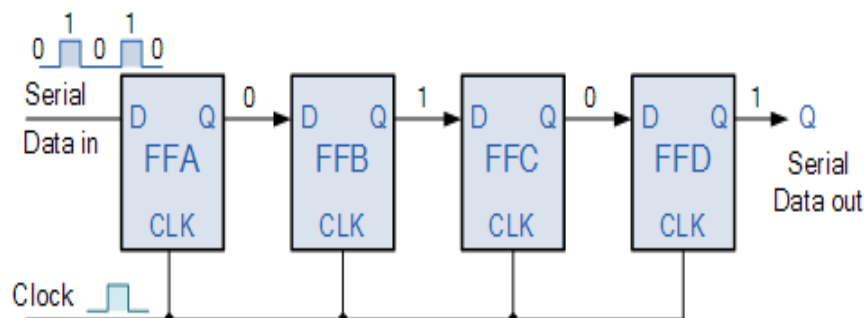 0 1 0 1 0
Serial
Data in
D Q 0
FFA
CLK
D Q 1
FFB
CLK
D Q 0
FFC
CLK
D Q 1
FFD
CLK
Q
Serial
Data out
Clock